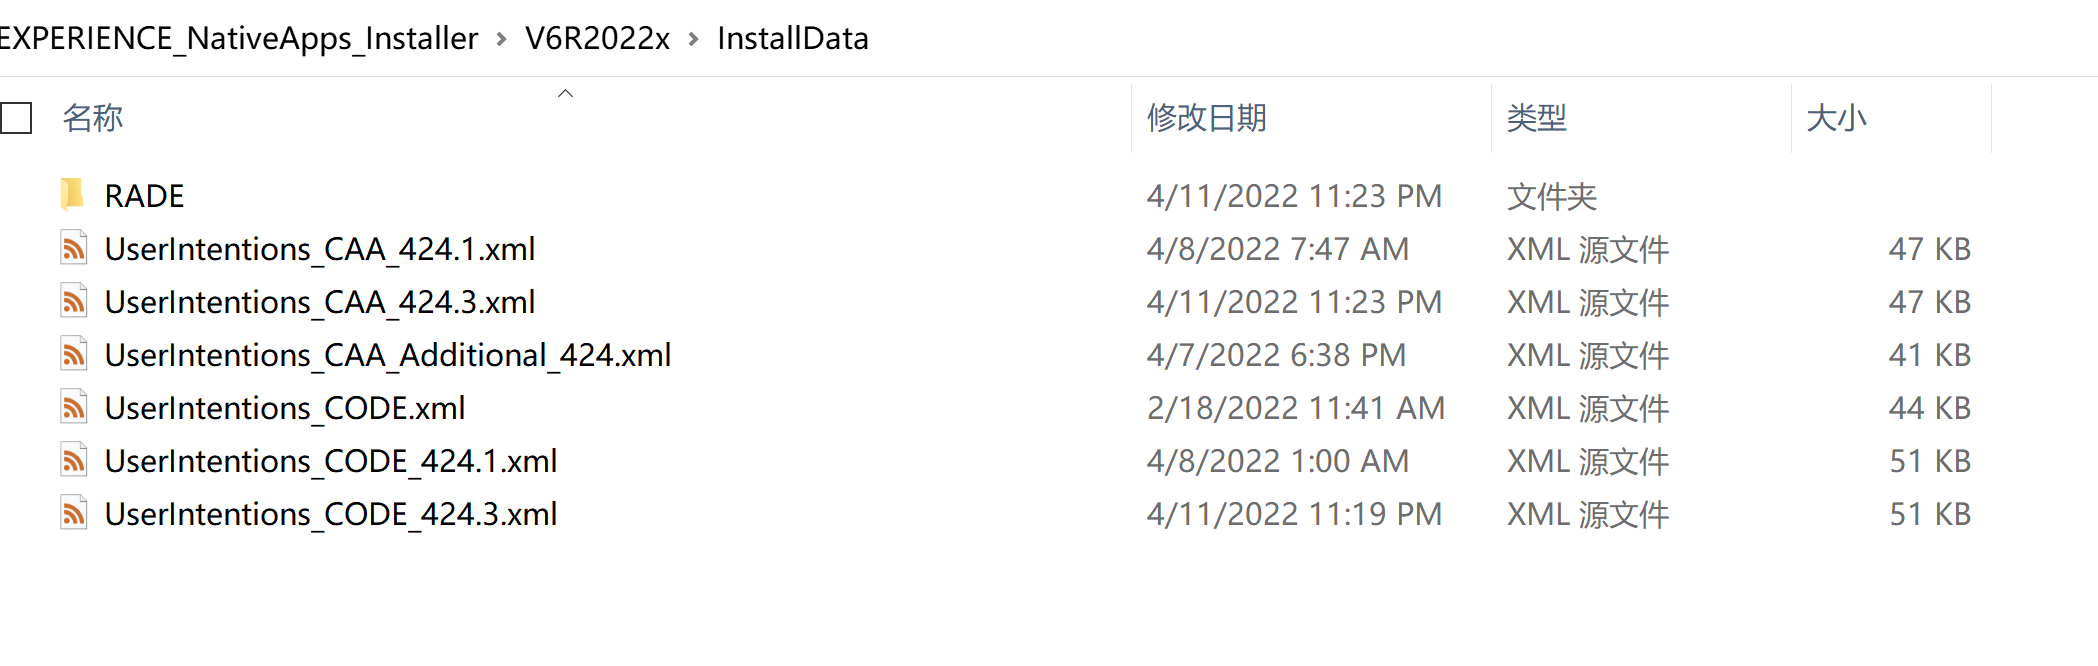 EXPERIENCE_NativeApps_Installer > V6R2022x > InstallData
名称 修改日期 类型 大小
RADE 4/11/2022 11:23 PM 文件夹
UserIntentions_CAA_424.1.xml 4/8/2022 7:47 AM XML 源文件 47 KB
UserIntentions_CAA_424.3.xml 4/11/2022 11:23 PM XML 源文件 47 KB
UserIntentions_CAA_Additional_424.xml 4/7/2022 6:38 PM XML 源文件 41 KB
UserIntentions_CODE.xml 2/18/2022 11:41 AM XML 源文件 44 KB
UserIntentions_CODE_424.1.xml 4/8/2022 1:00 AM XML 源文件 51 KB
UserIntentions_CODE_424.3.xml 4/11/2022 11:19 PM XML 源文件 51 KB